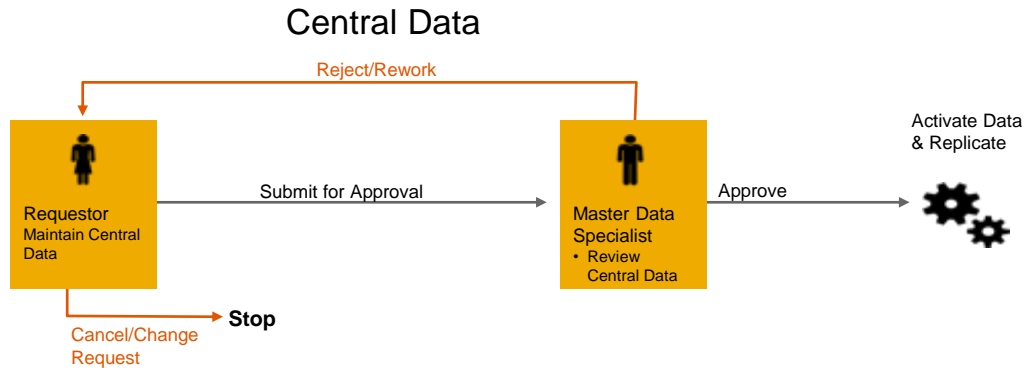 Central Data
Reject/Rework
Activate Data
& Replicate
Submit for Approval
Approve
Requestor
Maintain Central
Data
Master Data
Specialist
• Review
Central Data
Stop
Cancel/Change
Request